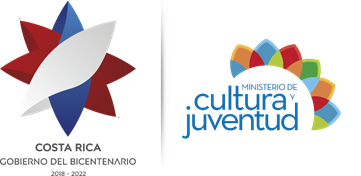 COSTA RICA
GOBIERNO DEL BICENTENARIO
2018 - 2022
MINISTERIO DE
cultura y
juventud